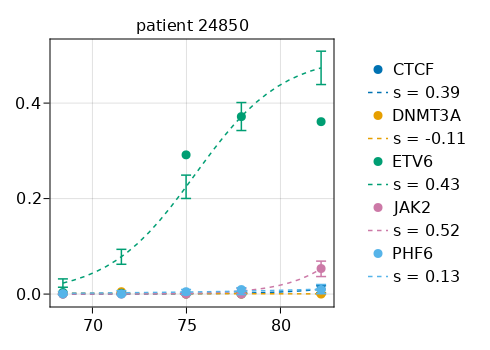 patient 24850
0.4
0.2
0.0
70 75 80
CTCF
s = 0.39
DNMT3A
s = -0.11
ETV6
s = 0.43
JAK2
s = 0.52
PHF6
s = 0.13